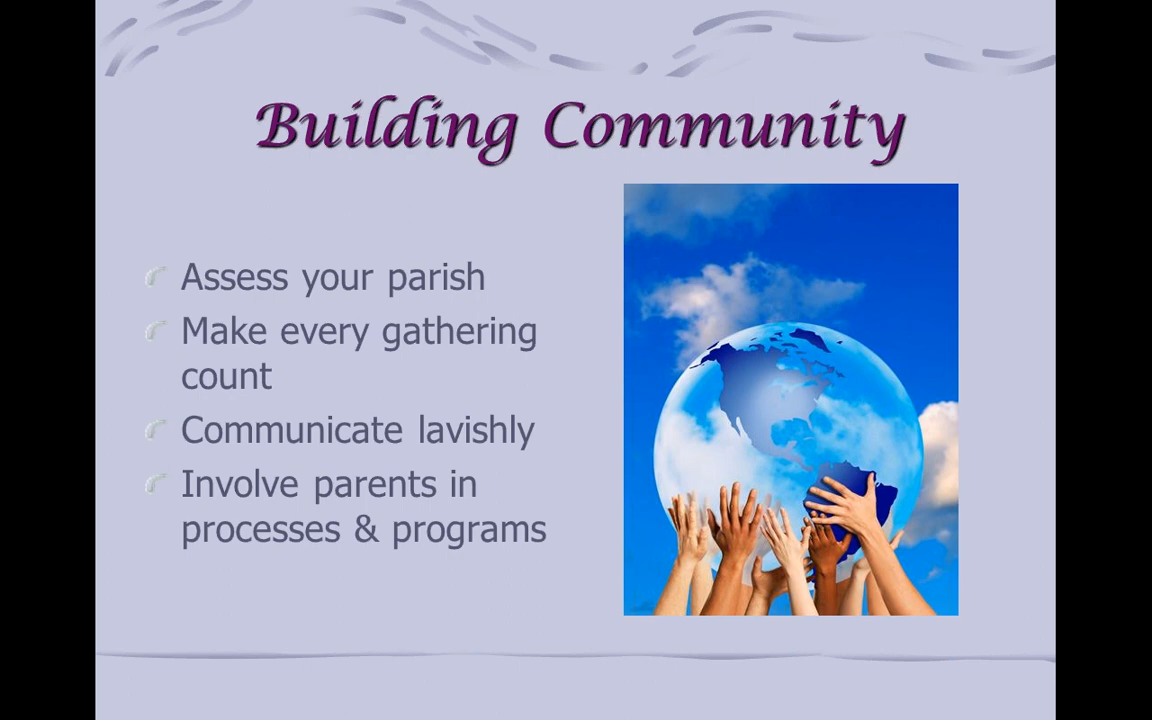 Building Community
Assess your parish
Make every gathering
count
Communicate lavishly
Involve parents in
processes & programs